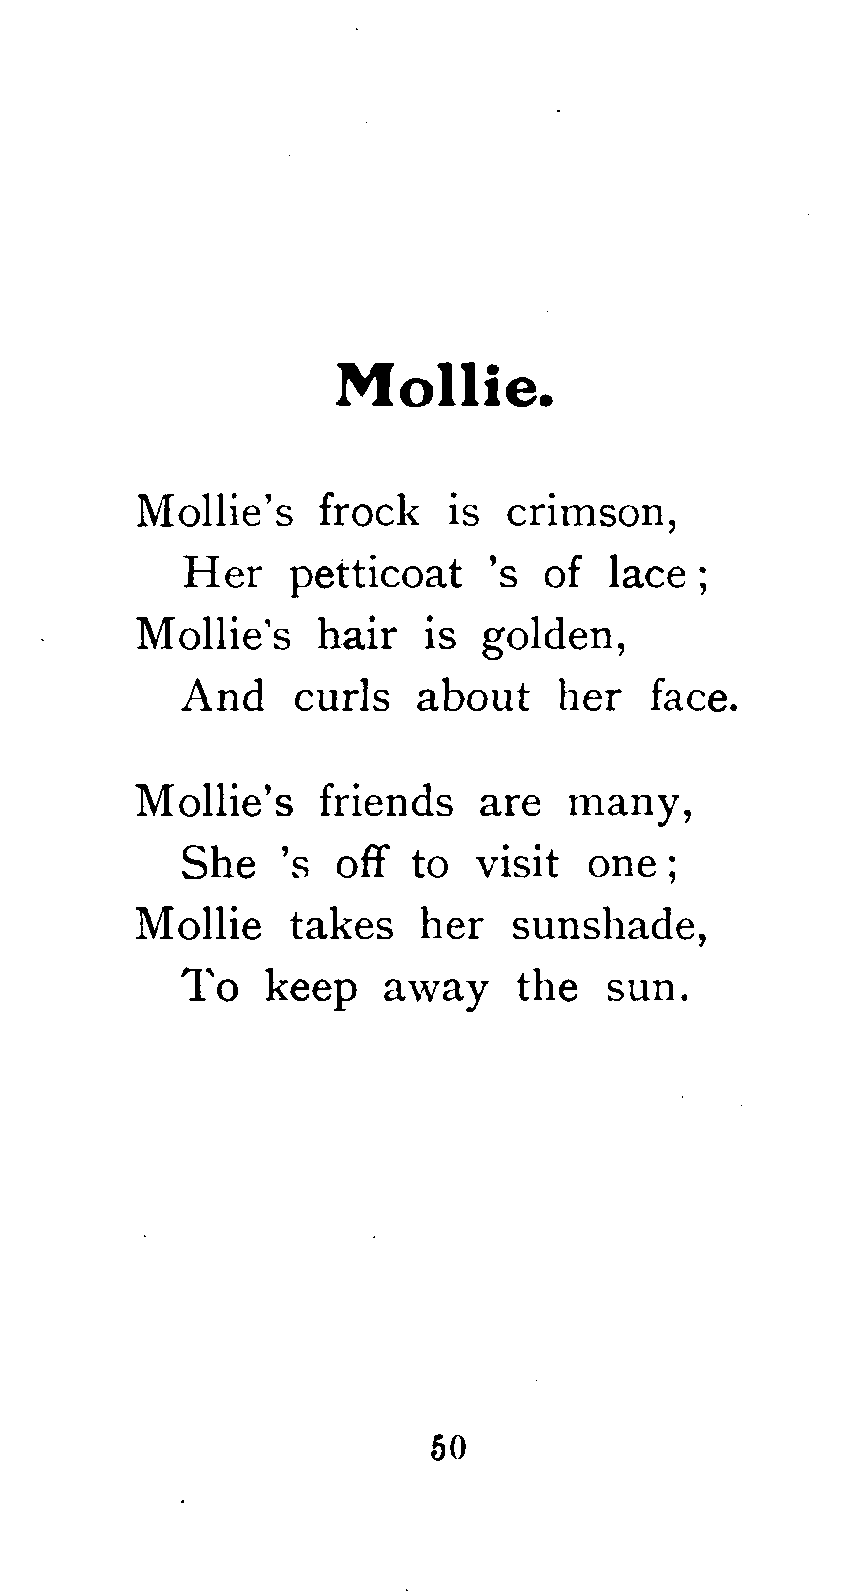 Mollie.
Mollie's frock is crimson,
Her petticoat 's of lace ;
Mollie's hair is golden,
And curls about her face.
Mollie's friends are many,
She 's off to visit one ;
Mollie takes her sunshade,
To keep away the sun.
50